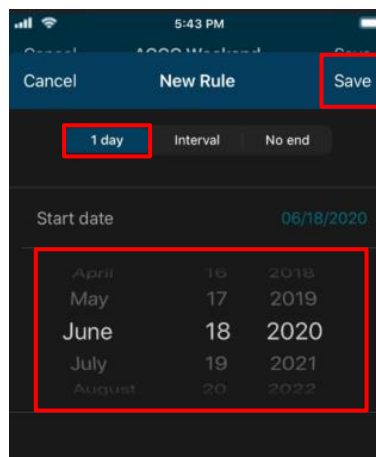 5:43 PM
Cancel New Rule Save
1 day Interval No end
Start date 06/18/2020
April 16 2018
May 17 2019
June 18 2020
July 19 2021
August 20 2022